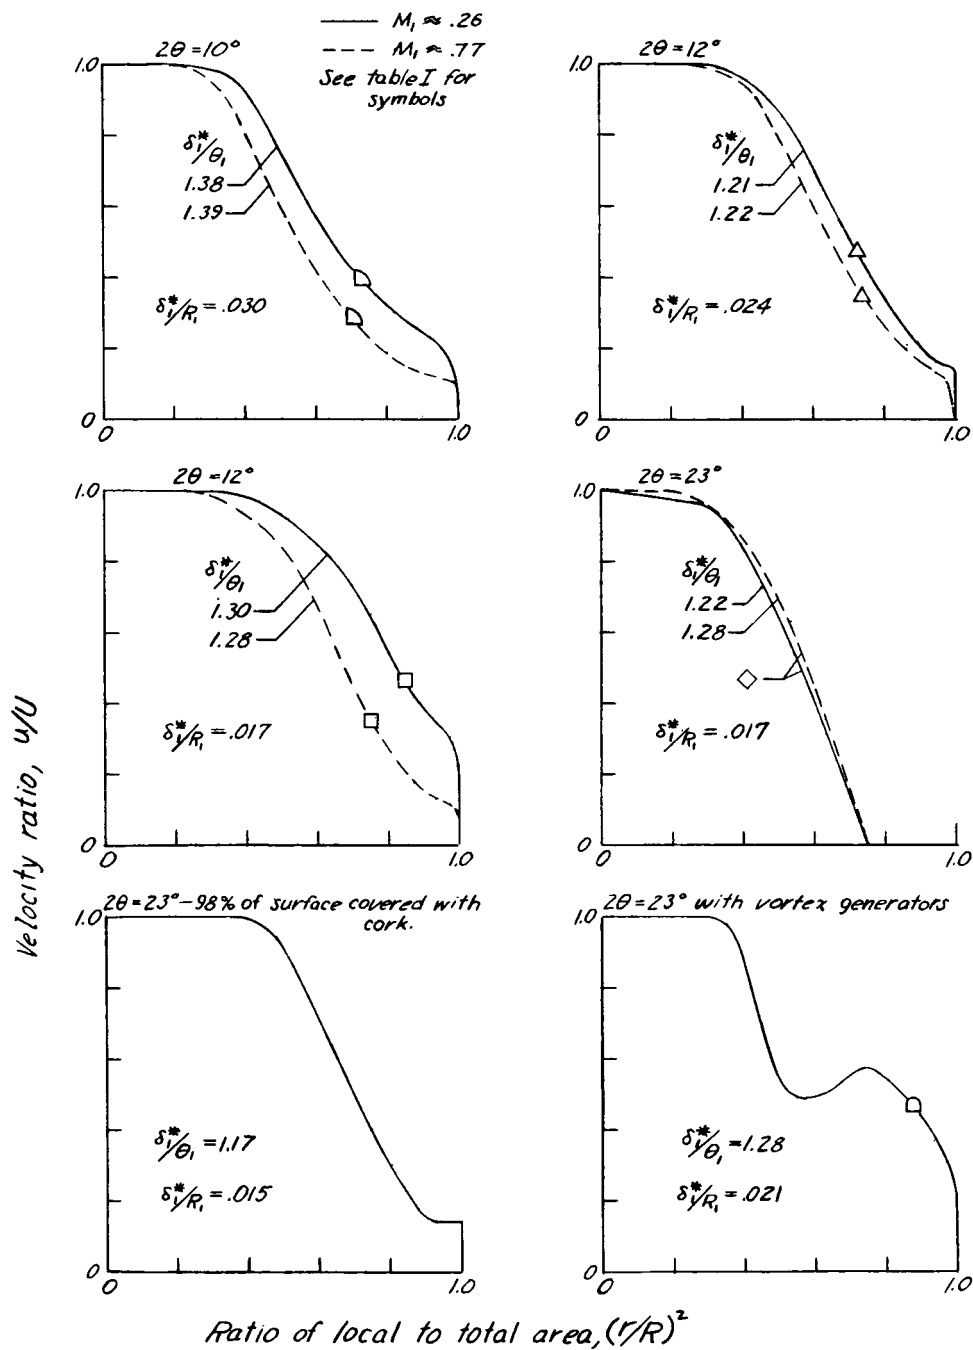 M₁ ≈ .26
M₁ ≈ .77
See table I for
symbols
2θ = 10°
1.0
δ₁*/θ₁
1.38
1.39
δ₁*/R₁ = .030
0
0
1.0
2θ = 12°
1.0
δ₁*/θ₁
1.21
1.22
δ₁*/R₁ = .024
0
0
1.0
2θ = 12°
1.0
δ₁*/θ₁
1.30
1.28
δ₁*/R₁ = .017
0
0
1.0
2θ = 23°
1.0
δ₁*/θ₁
1.22
1.28
δ₁*/R₁ = .017
0
0
1.0
2θ = 23° – 98% of surface covered with
cork.
1.0
δ₁*/θ₁ = 1.17
δ₁*/R₁ = .015
0
0
1.0
2θ = 23° with vortex generators
1.0
δ₁*/θ₁ = 1.28
δ₁*/R₁ = .021
0
0
1.0
Velocity ratio, u/U
Ratio of local to total area, (r/R)²